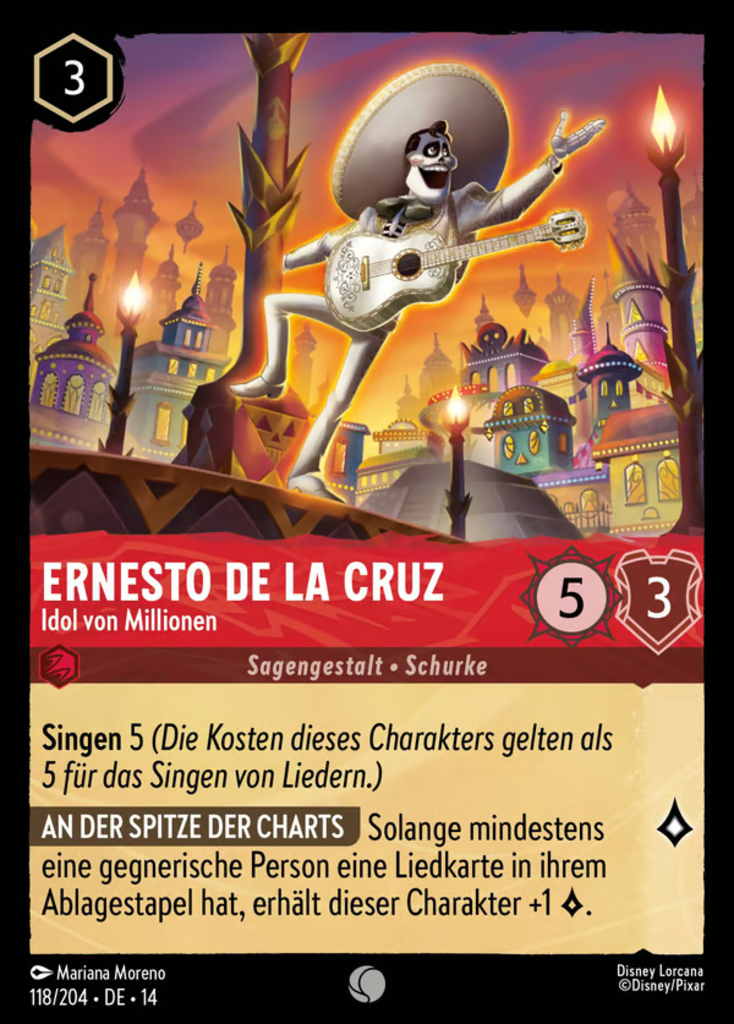 3
ERNESTO DE LA CRUZ
Idol von Millionen
5
3
Sagengestalt • Schurke
Singen 5 (Die Kosten dieses Charakters gelten als
5 für das Singen von Liedern.)
AN DER SPITZE DER CHARTS Solange mindestens
eine gegnerische Person eine Liedkarte in ihrem
Ablagestapel hat, erhält dieser Charakter +1 .
Mariana Moreno
118/204 • DE • 14
Disney Lorcana
©Disney/Pixar